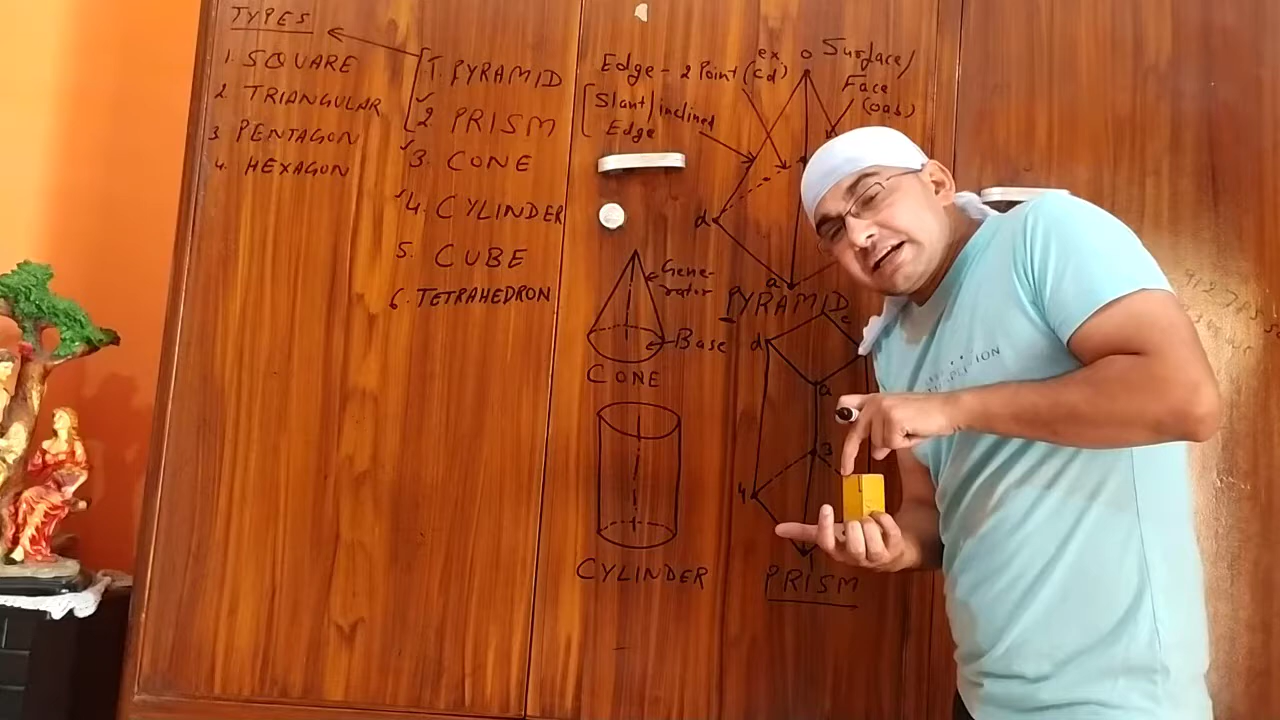 TYPES
1. SQUARE
2 TRIANGULAR
3 PENTAGON
4. HEXAGON
1. PYRAMID
2. PRISM
3. CONE
4. CYLINDER
5. CUBE
6. TETRAHEDRON
ex.
Edge - 2 Point (cd)
[Slant/inclined
Edge
o Surface/
Face
(oab)
d
a
PYRAMID
Gene-
rator
Base
CONE
CYLINDER
c
d
a
3
4
PRISM